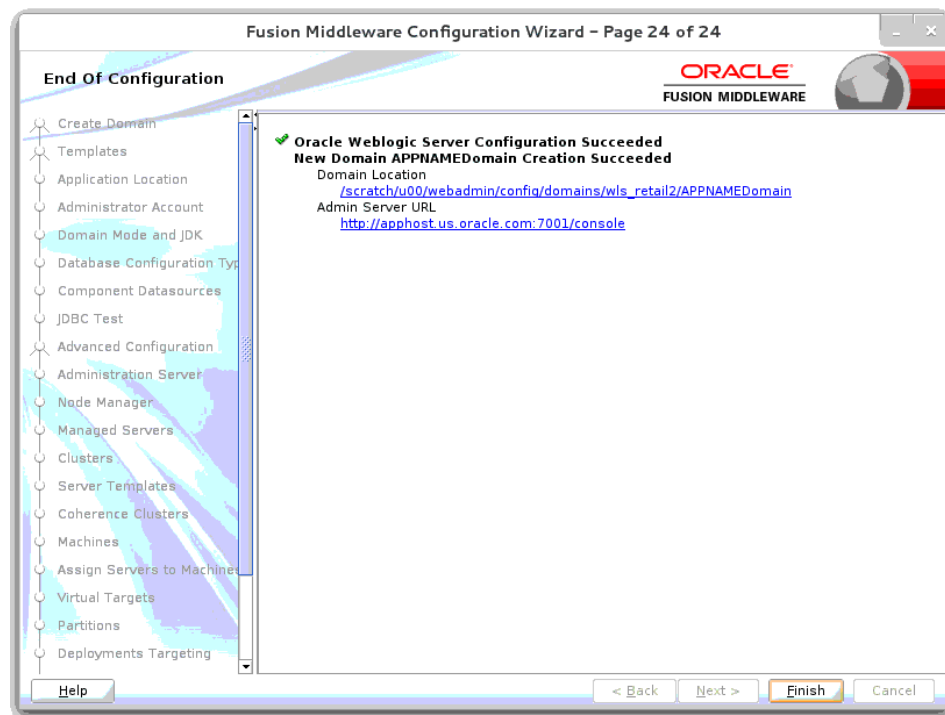 Fusion Middleware Configuration Wizard – Page 24 of 24
End Of Configuration
ORACLE
FUSION MIDDLEWARE
Create Domain
Templates
Application Location
Administrator Account
Domain Mode and JDK
Database Configuration Typ
Component Datasources
JDBC Test
Advanced Configuration
Administration Server
Node Manager
Managed Servers
Clusters
Server Templates
Coherence Clusters
Machines
Assign Servers to Machines
Virtual Targets
Partitions
Deployments Targeting
Oracle Weblogic Server Configuration Succeeded
New Domain APPNAMEDomain Creation Succeeded
Domain Location
/scratch/u00/webadmin/config/domains/wls_retail2/APPNAMEDomain
Admin Server URL
http://apphost.us.oracle.com:7001/console
Help
< Back
Next >
Finish
Cancel